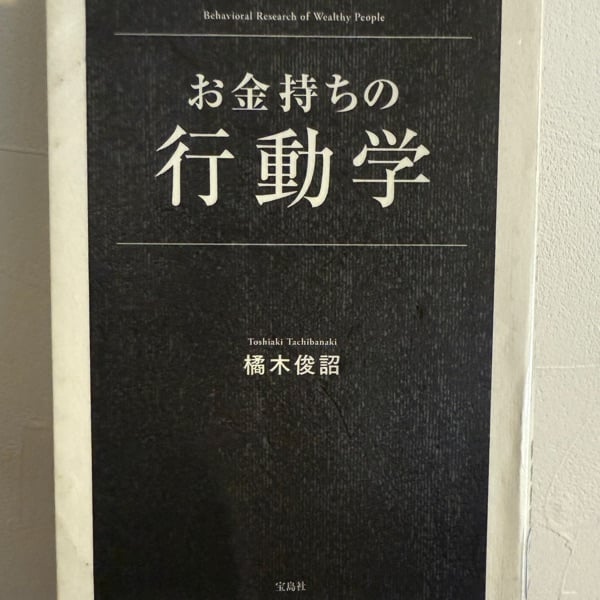 Behavioral Research of Wealthy People
お金持ちの
行動学
Toshiaki Tachibanaki
橘木俊詔
宝島社